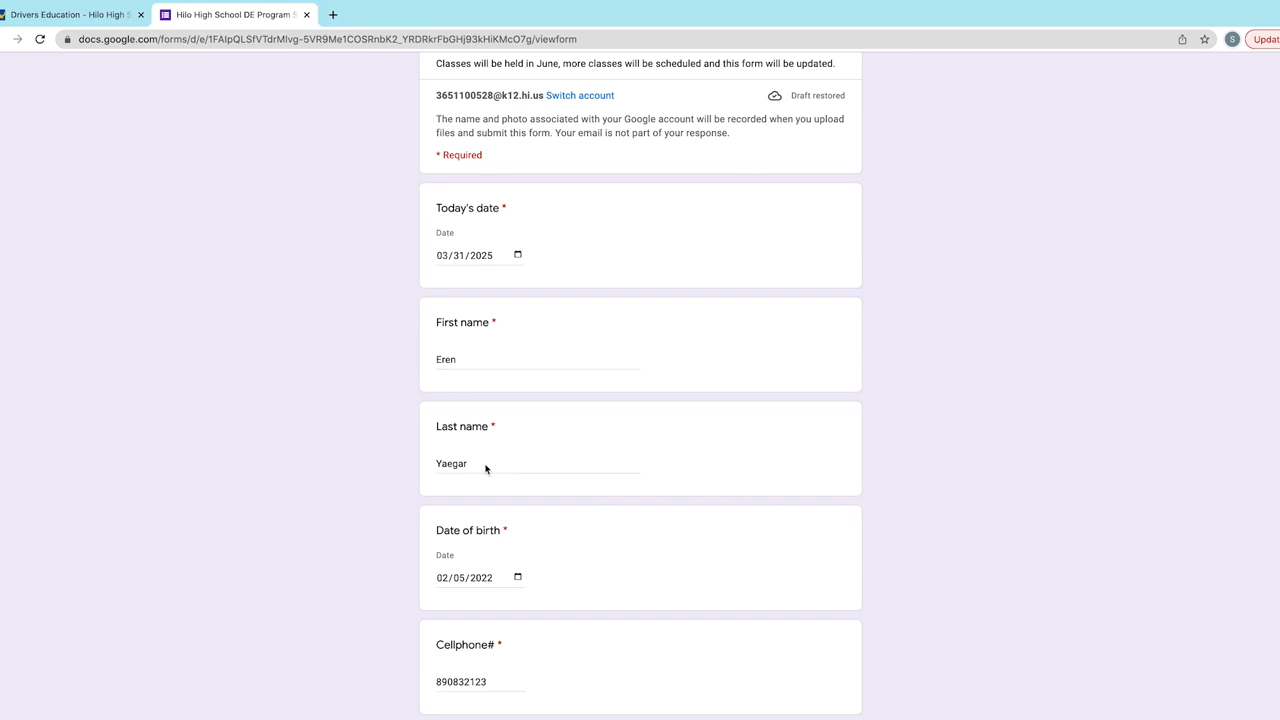 Drivers Education - Hilo High S
Hilo High School DE Program S
docs.google.com/forms/d/e/1FAIpQLSfVTdrMlvg-5VR9Me1COSRnbK2_YRDRkrFbGHj93kHiKMcO7g/viewform
S
Updat
Classes will be held in June, more classes will be scheduled and this form will be updated.
3651100528@k12.hi.us Switch account
Draft restored
The name and photo associated with your Google account will be recorded when you upload
files and submit this form. Your email is not part of your response.
* Required
Today's date *
Date
03/31/2025
First name *
Eren
Last name *
Yaegar
Date of birth *
Date
02/05/2022
Cellphone# *
890832123